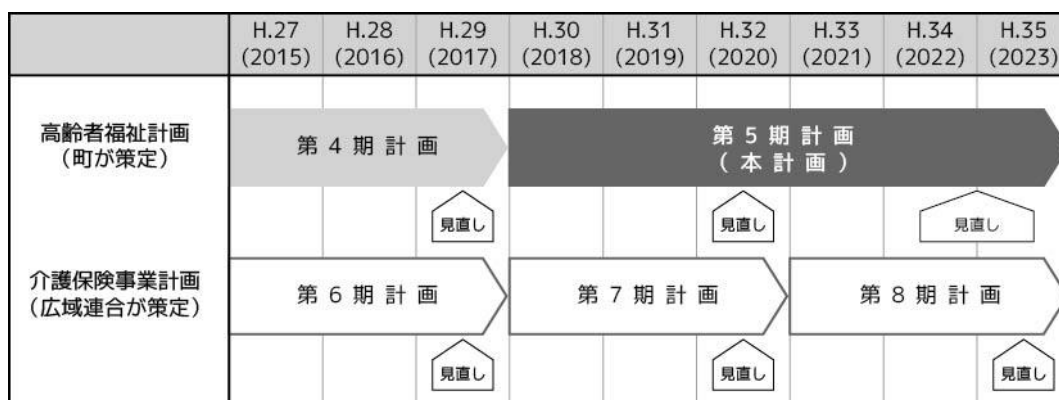 H.27 H.28 H.29 H.30 H.31 H.32 H.33 H.34 H.35
(2015) (2016) (2017) (2018) (2019) (2020) (2021) (2022) (2023)
高齢者福祉計画
(町が策定)
第4期計画
第5期計画
(本計画)
見直し 見直し 見直し
介護保険事業計画
(広域連合が策定)
第6期計画 第7期計画 第8期計画
見直し 見直し 見直し